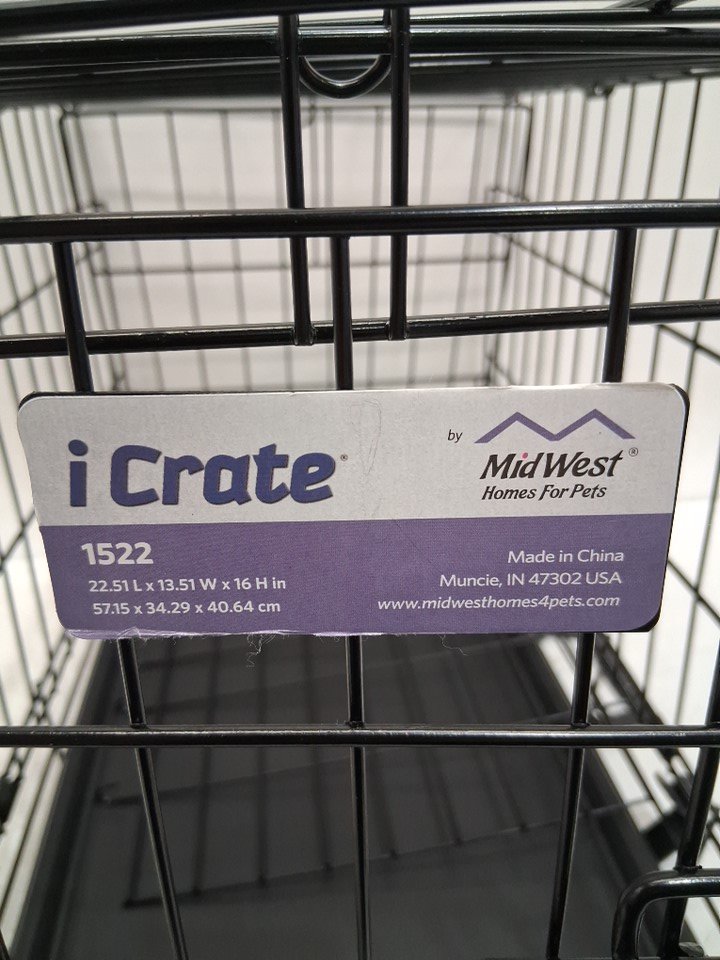 i Crate®
by
MidWest®
Homes For Pets
1522
22.51 L x 13.51 W x 16 H in
57.15 x 34.29 x 40.64 cm
Made in China
Muncie, IN 47302 USA
www.midwesthomes4pets.com